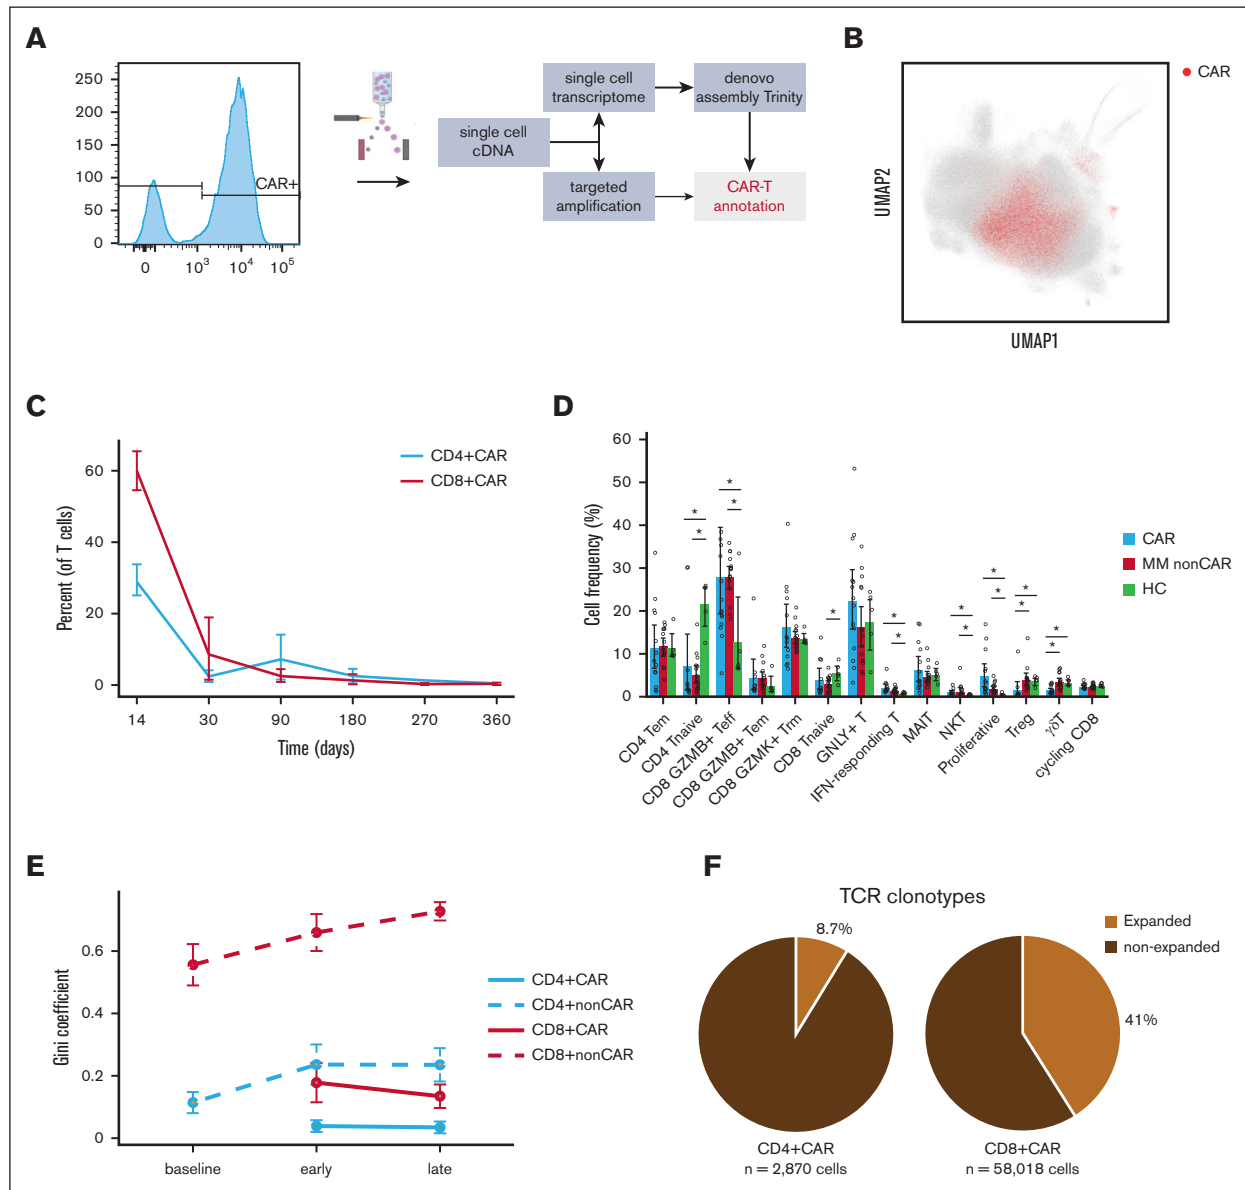 A
250
200
150
100
50
0
0 10³ 10⁴ 10⁵
CAR+
single cell
cDNA
single cell
transcriptome
denovo
assembly Trinity
targeted
amplification
CAR-T
annotation
B
CAR
UMAP2
UMAP1
C
CD4+CAR
CD8+CAR
Percent (of T cells)
60
40
20
0
14 30 90 180 270 360
Time (days)
D
Cell frequency (%)
60
50
40
30
20
10
0
* * * * * * * * * * * * * * *
CAR
MM nonCAR
HC
CD4 Tem
CD4 Tnaive
CD8 GZMB+ Teff
CD8 GZMB+ Tem
CD8 GZMK+ Trm
CD8 Tnaive
GNLY+ T
IFN-responding T
MAIT
NKT
Proliferative
Treg
γδT
cycling CD8
E
Gini coefficient
0.6
0.4
0.2
0
baseline early late
CD4+CAR
CD4+nonCAR
CD8+CAR
CD8+nonCAR
F
TCR clonotypes
Expanded
non-expanded
8.7%
41%
CD4+CAR
n = 2,870 cells
CD8+CAR
n = 58,018 cells